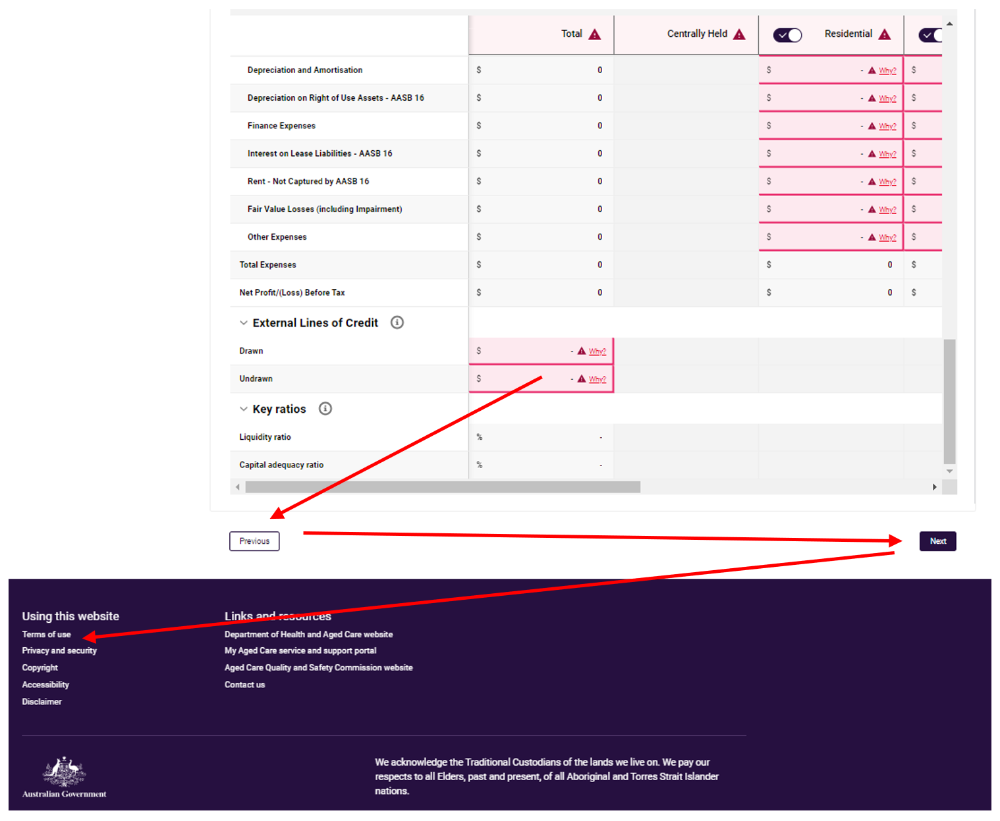 Total Centrally Held Residential
Depreciation and Amortisation $ 0 $ - Why? $
Depreciation on Right of Use Assets - AASB 16 $ 0 $ - Why? $
Finance Expenses $ 0 $ - Why? $
Interest on Lease Liabilities - AASB 16 $ 0 $ - Why? $
Rent - Not Captured by AASB 16 $ 0 $ - Why? $
Fair Value Losses (including Impairment) $ 0 $ - Why? $
Other Expenses $ 0 $ - Why? $
Total Expenses $ 0 $ 0 $
Net Profit/(Loss) Before Tax $ 0 $ 0 $
External Lines of Credit
Drawn $ - Why?
Undrawn $ - Why?
Key ratios
Liquidity ratio % -
Capital adequacy ratio % -
Previous
Next
Using this website
Terms of use
Privacy and security
Copyright
Accessibility
Disclaimer
Links and resources
Department of Health and Aged Care website
My Aged Care service and support portal
Aged Care Quality and Safety Commission website
Contact us
Australian Government
We acknowledge the Traditional Custodians of the lands we live on. We pay our
respects to all Elders, past and present, of all Aboriginal and Torres Strait Islander
nations.